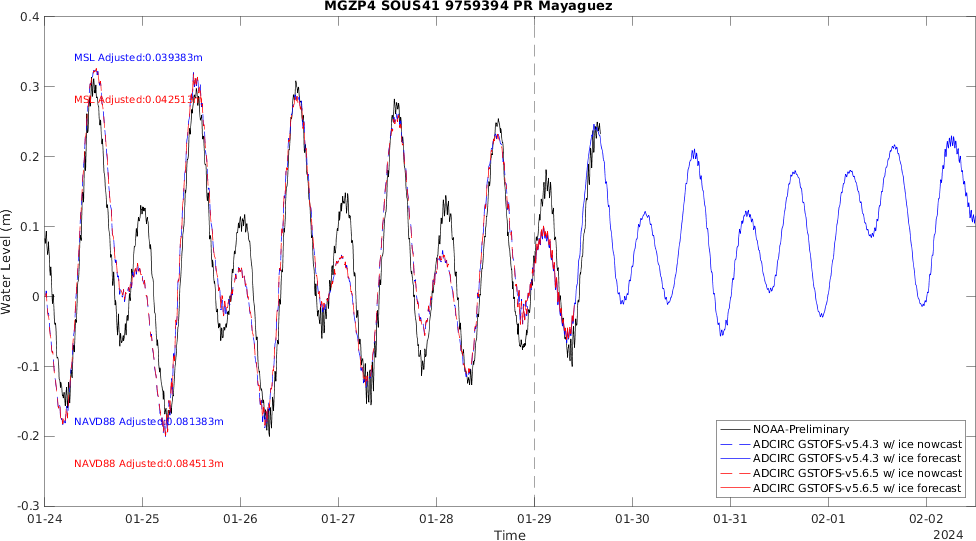 MGZP4 SOUS41 9759394 PR Mayaguez
0.4
0.3
0.2
0.1
0
-0.1
-0.2
-0.3
Water Level (m)
MSL Adjusted:0.039383m
MSL Adjusted:0.042513m
NAVD88 Adjusted:0.081383m
NAVD88 Adjusted:0.084513m
NOAA-Preliminary
ADCIRC GSTOFS-v5.4.3 w/ ice nowcast
ADCIRC GSTOFS-v5.4.3 w/ ice forecast
ADCIRC GSTOFS-v5.6.5 w/ ice nowcast
ADCIRC GSTOFS-v5.6.5 w/ ice forecast
01-24 01-25 01-26 01-27 01-28 01-29 01-30 01-31 02-01 02-02
Time
2024